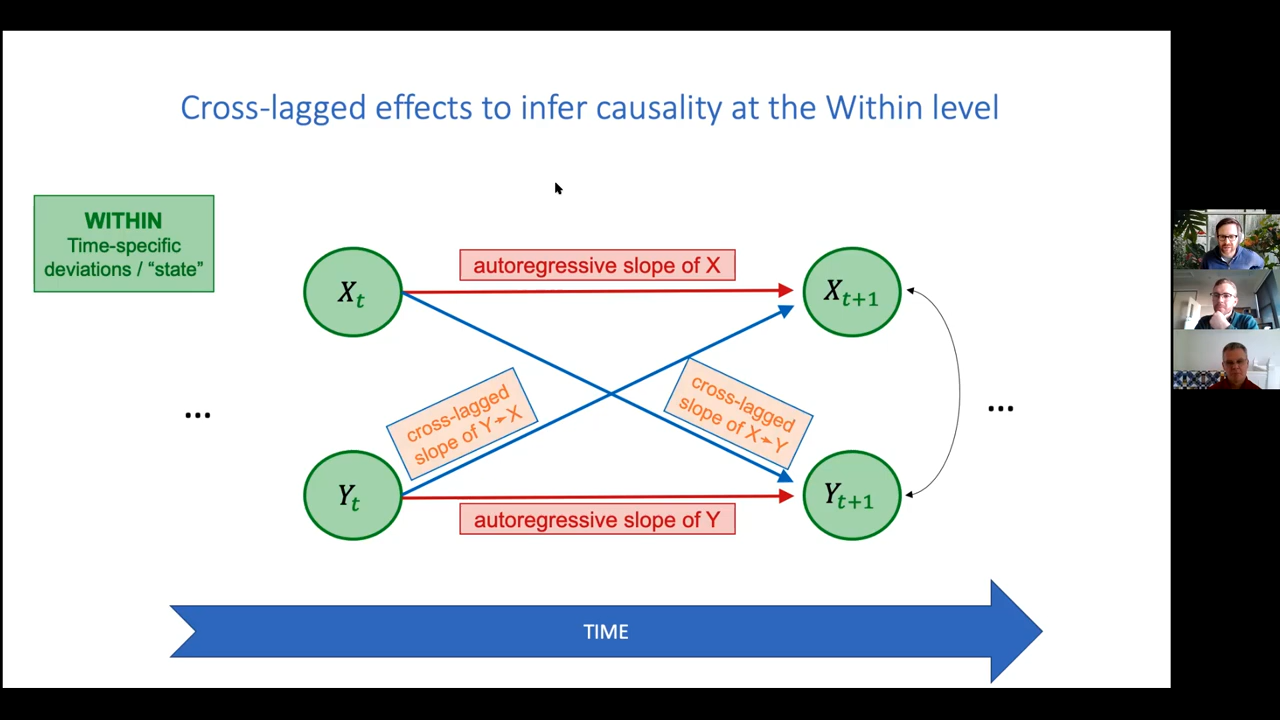 Cross-lagged effects to infer causality at the Within level
WITHIN
Time-specific
deviations / “state”
autoregressive slope of X
X_t
X_{t+1}
cross-lagged
slope of Y→X
cross-lagged
slope of X→Y
...
...
Y_t
Y_{t+1}
autoregressive slope of Y
TIME